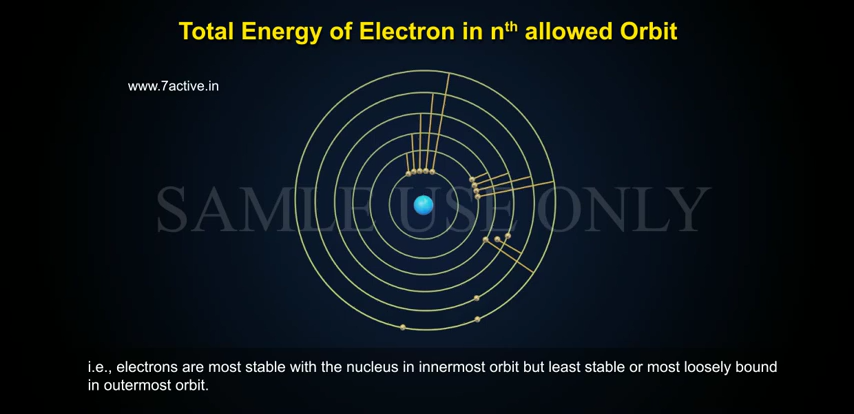 Total Energy of Electron in nth allowed Orbit
www.7active.in
SAMLE USE ONLY
i.e., electrons are most stable with the nucleus in innermost orbit but least stable or most loosely bound
in outermost orbit.